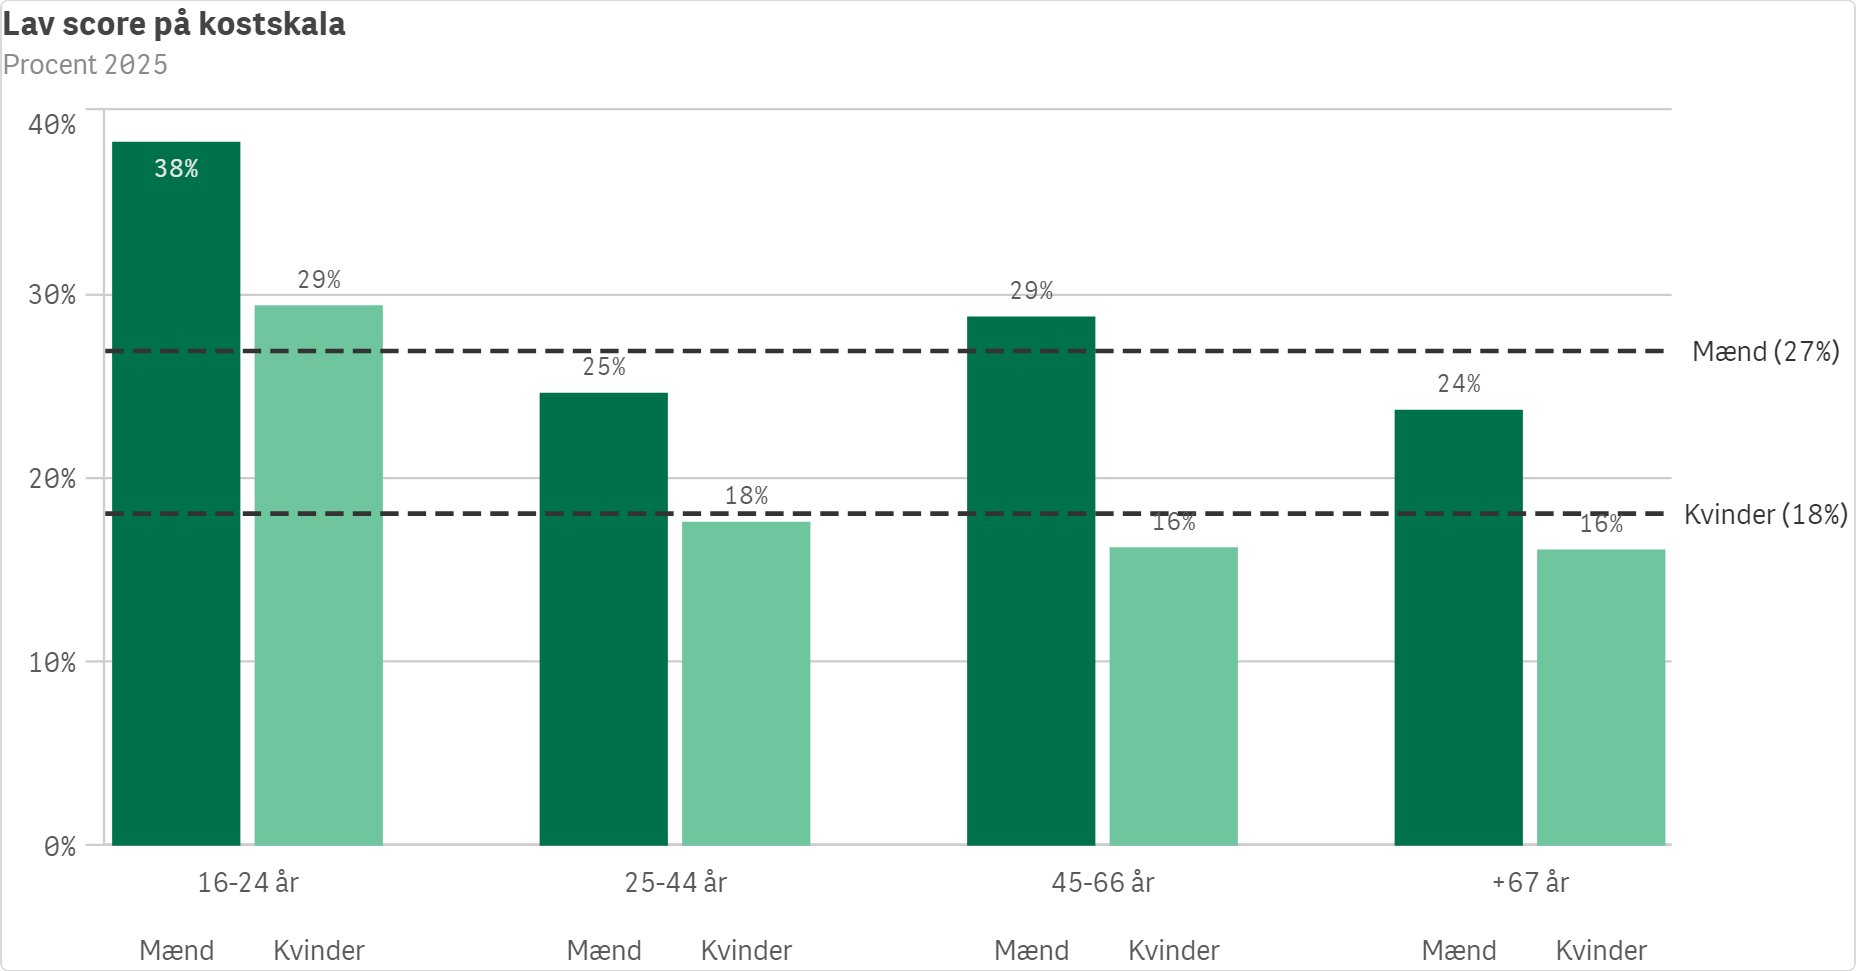 Lav score på kostskala
Procent 2025
40%
30%
20%
10%
0%
38%
29%
25%
18%
29%
16%
24%
16%
Mænd (27%)
Kvinder (18%)
16-24 år
25-44 år
45-66 år
+67 år
Mænd Kvinder Mænd Kvinder Mænd Kvinder Mænd Kvinder